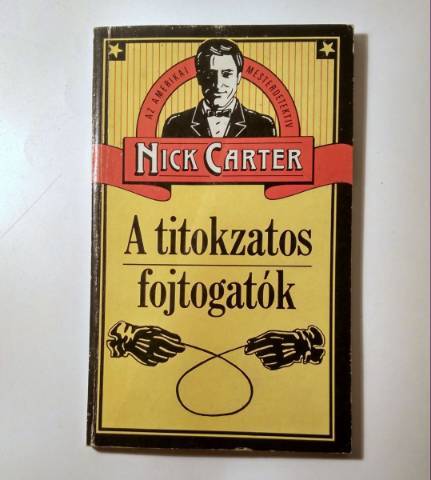 AZ AMERIKAI MESTERDETEKTÍV
NICK CARTER
A titokzatos
fojtogatók